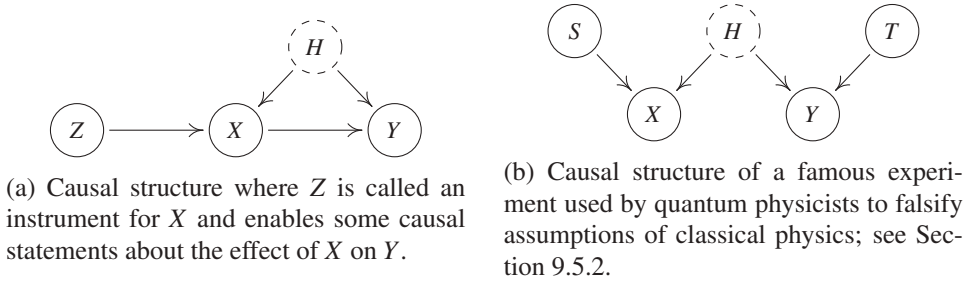 H
Z
X
Y
(a) Causal structure where Z is called an
instrument for X and enables some causal
statements about the effect of X on Y.
S
H
T
X
Y
(b) Causal structure of a famous experi-
ment used by quantum physicists to falsify
assumptions of classical physics; see Sec-
tion 9.5.2.